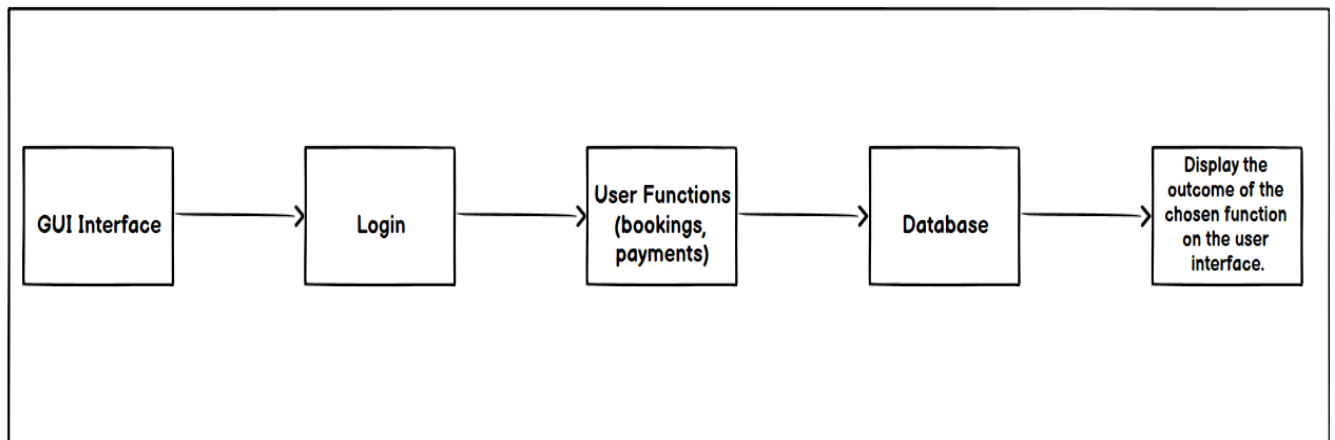 GUI Interface
Login
User Functions
(bookings,
payments)
Database
Display the
outcome of the
chosen function
on the user
interface.